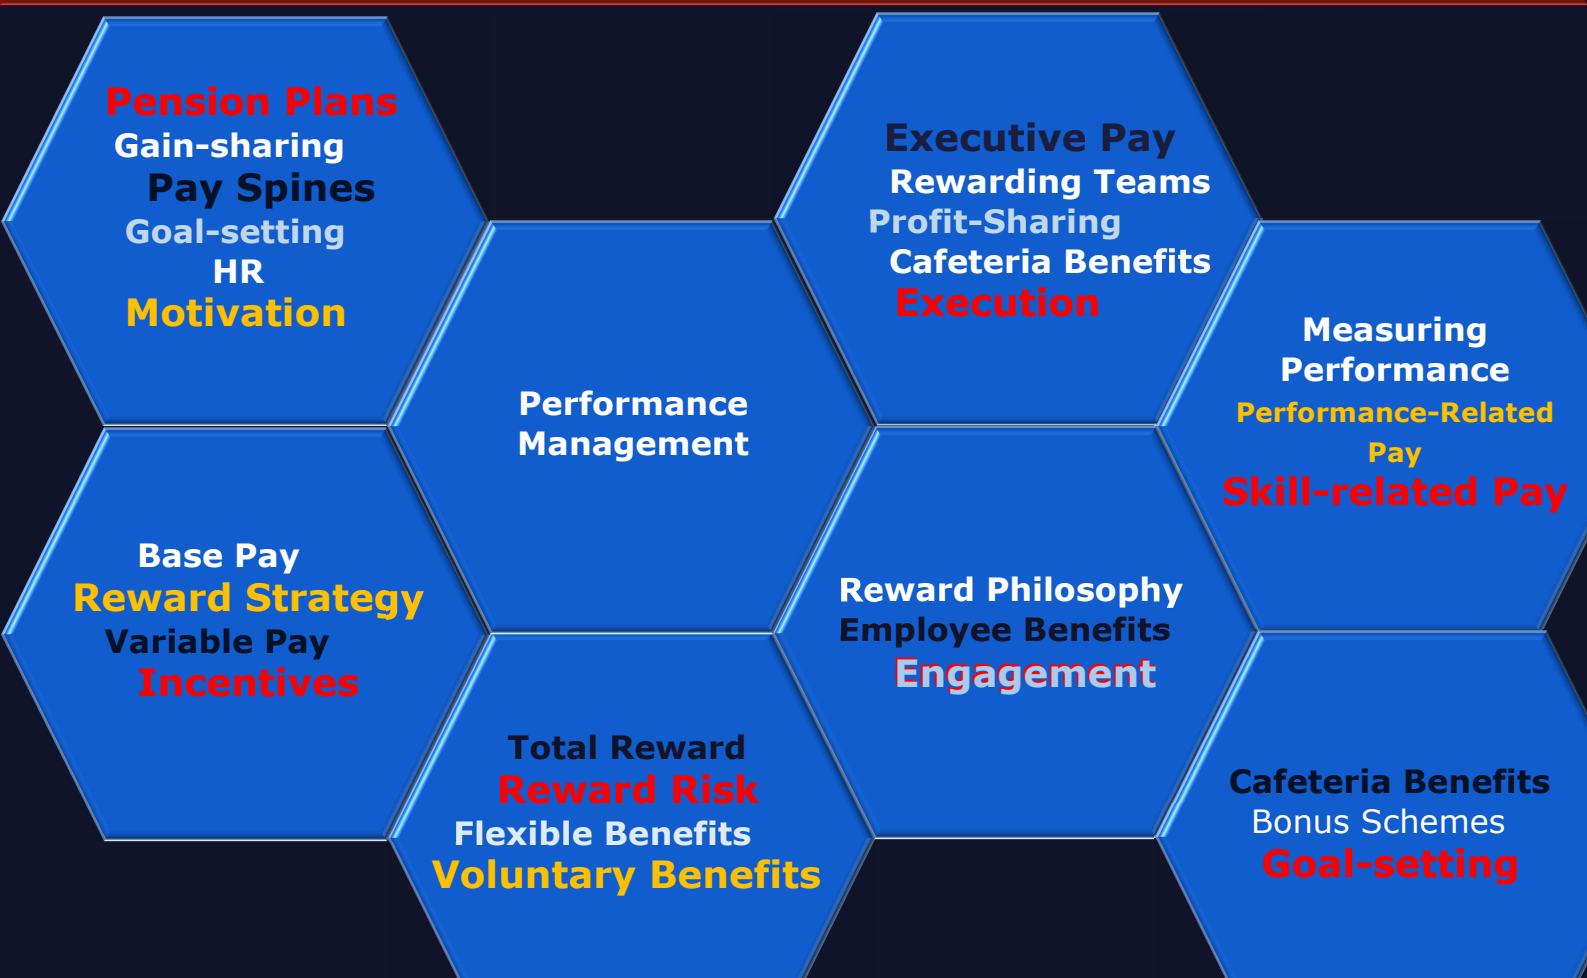 Pension Plans
Gain-sharing
Pay Spines
Goal-setting
HR
Motivation
Executive Pay
Rewarding Teams
Profit-Sharing
Cafeteria Benefits
Execution
Performance
Management
Measuring
Performance
Performance-Related
Pay
Skill-related Pay
Base Pay
Reward Strategy
Variable Pay
Incentives
Reward Philosophy
Employee Benefits
Engagement
Total Reward
Reward Risk
Flexible Benefits
Voluntary Benefits
Cafeteria Benefits
Bonus Schemes
Goal-setting